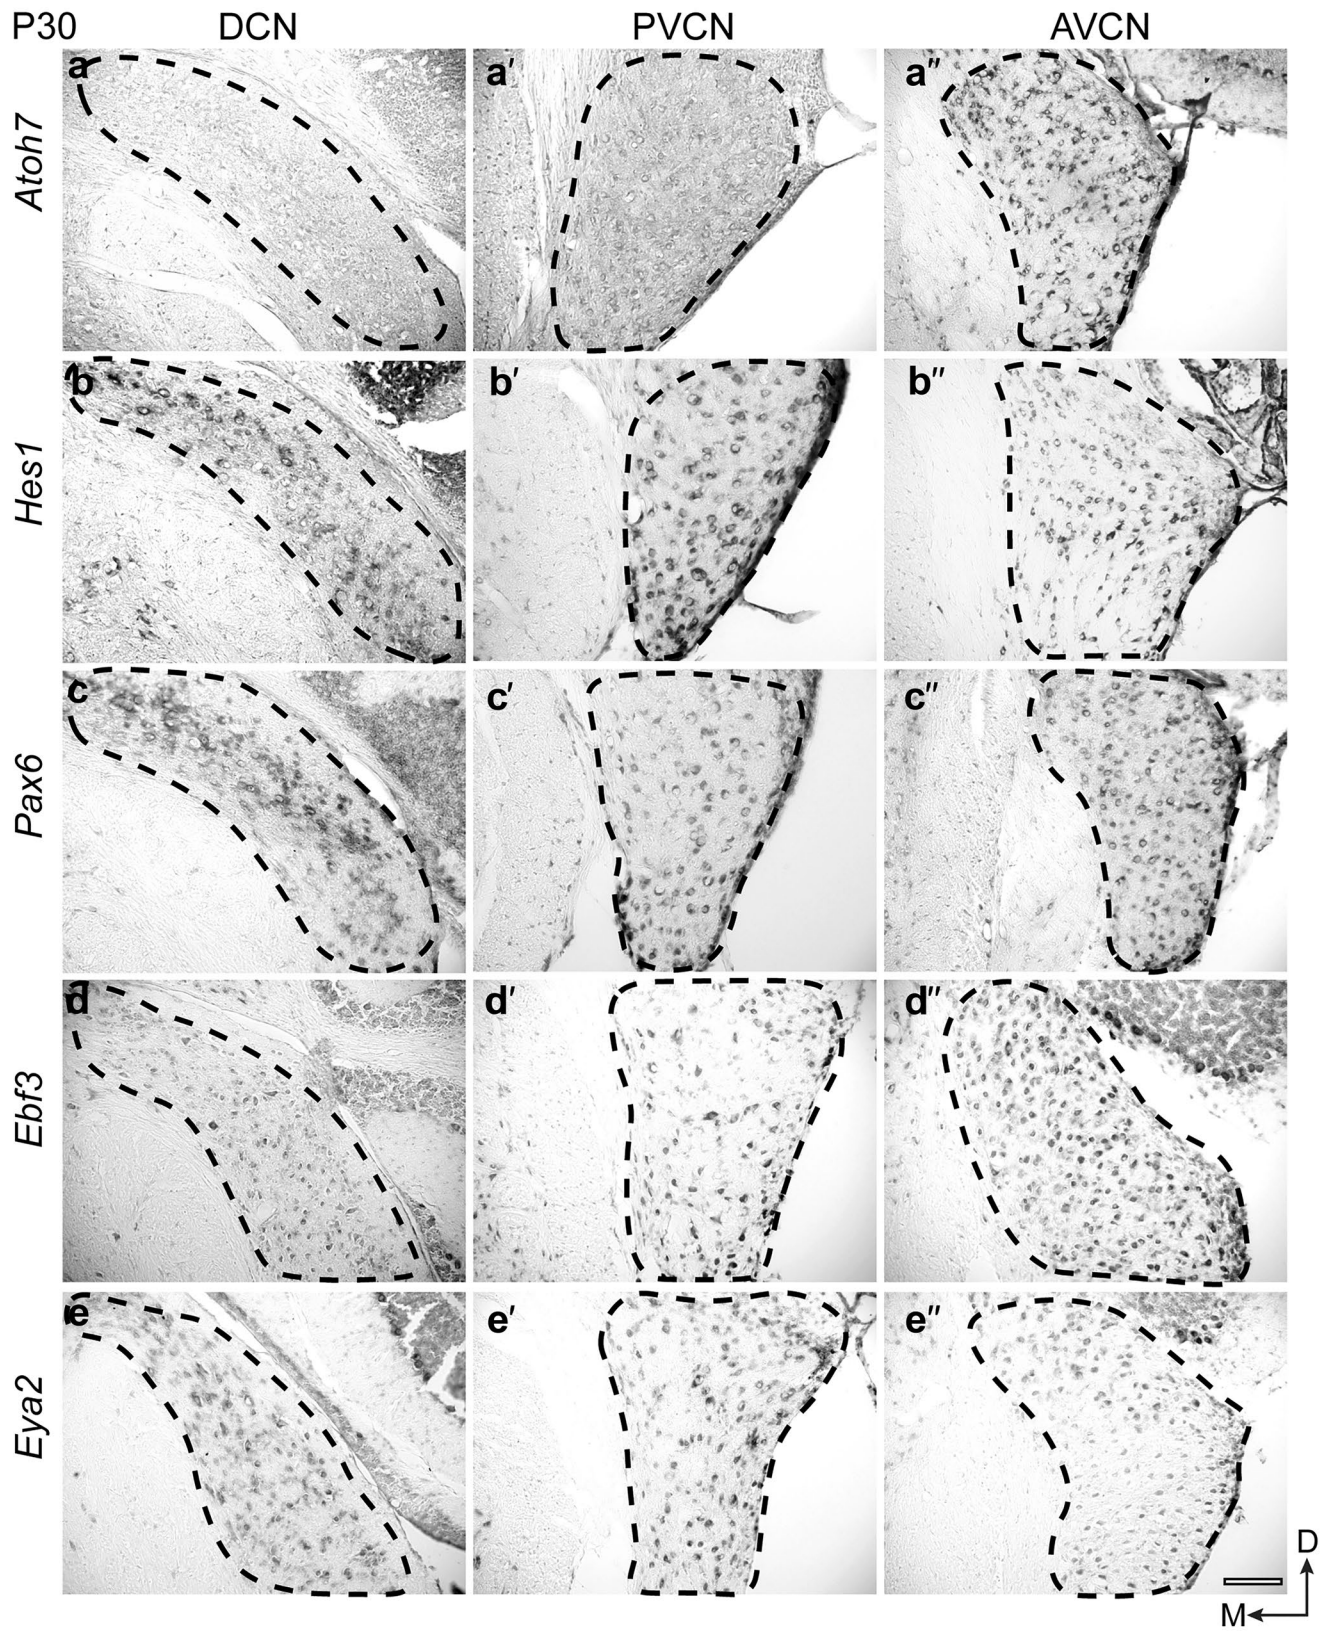 P30 DCN PVCN AVCN
Atoh7 a a′ a″
Hes1 b b′ b″
Pax6 c c′ c″
Ebf3 d d′ d″
Eya2 e e′ e″
D
M